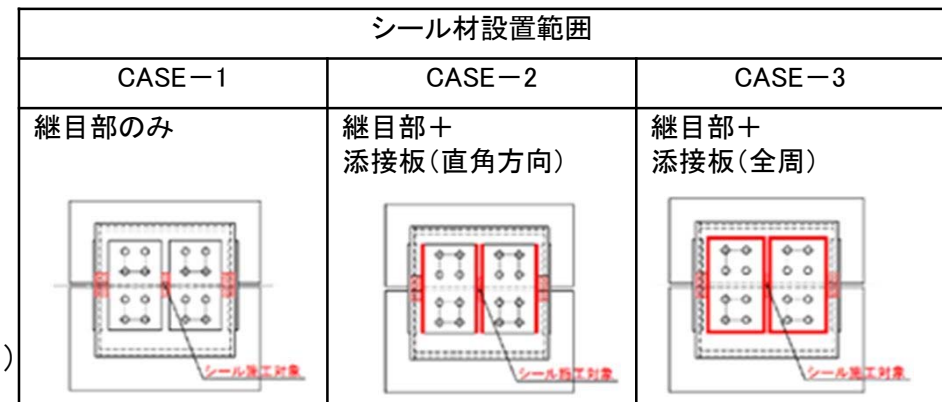 シール材設置範囲
CASE－1
CASE－2
CASE－3
継目部のみ
継目部＋
添接板(直角方向)
継目部＋
添接板(全周)
シール施工対象
シール施工対象
シール施工対象
)